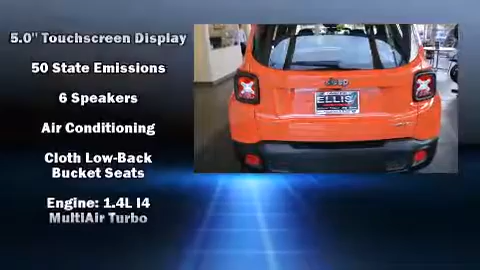 5.0" Touchscreen Display
50 State Emissions
6 Speakers
Air Conditioning
Cloth Low-Back
Bucket Seats
Engine: 1.4L I4
MultiAir Turbo
Jeep
ELLIS